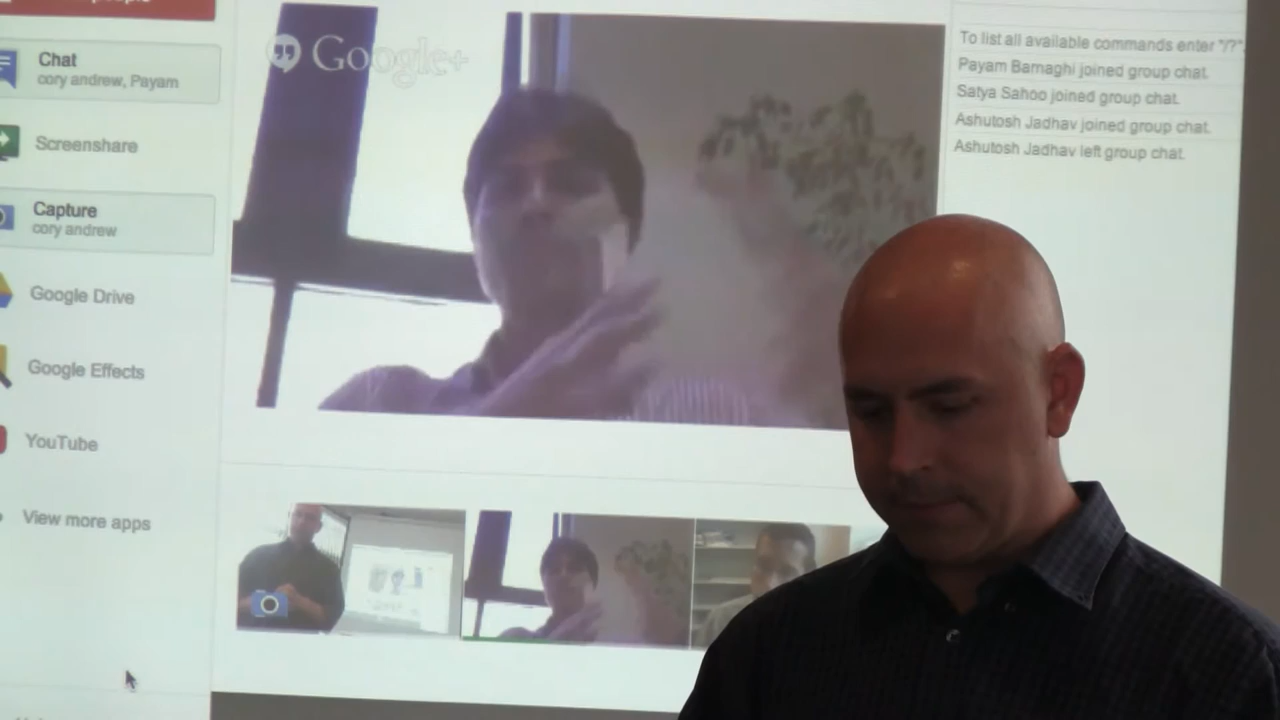 people
Chat
cory andrew, Payam
Screenshare
Capture
cory andrew
Google Drive
Google Effects
YouTube
View more apps
Google+
To list all available commands enter "/?".
Payam Barnaghi joined group chat.
Satya Sahoo joined group chat.
Ashutosh Jadhav joined group chat.
Ashutosh Jadhav left group chat.